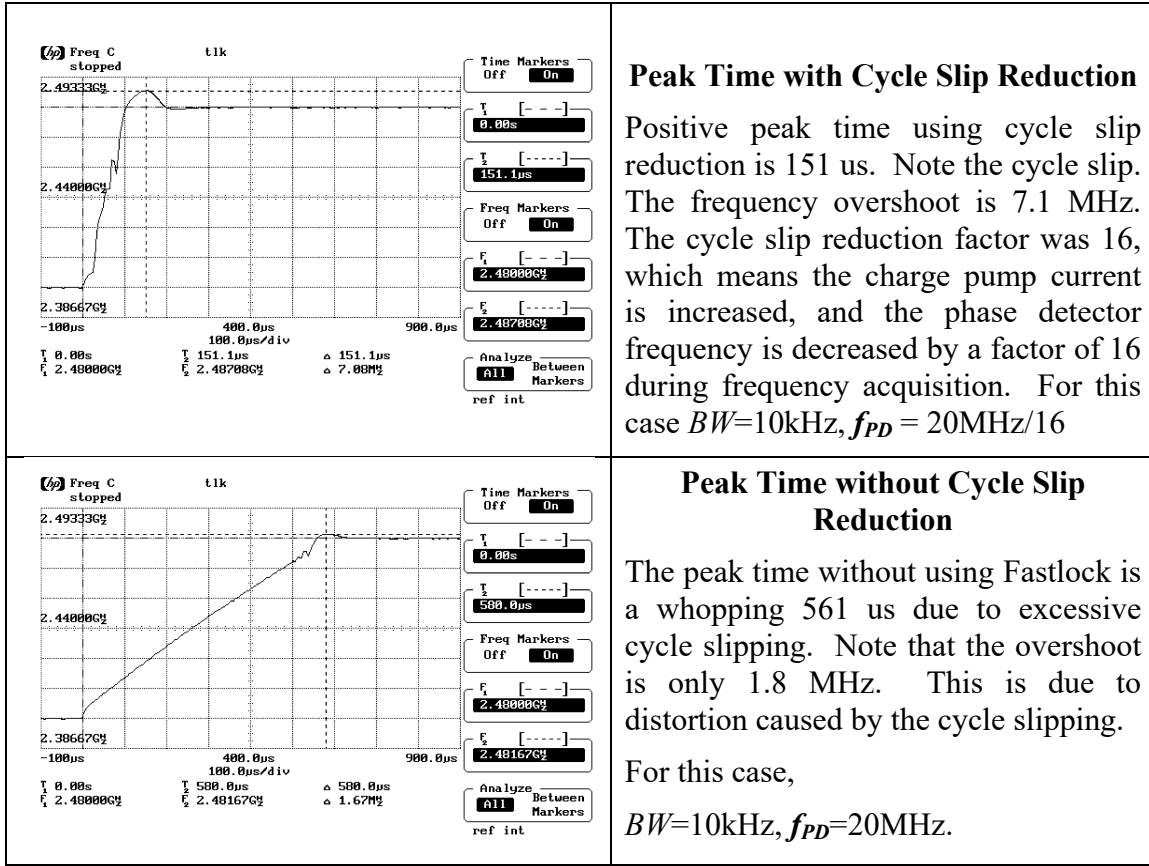 hp Freq C tlk
stopped
2.49333GHz
2.44000GHz
2.38667GHz
-100µs 400.0µs 900.0µs
100.0µs/div
T1 0.00s T2 151.1µs △ 151.1µs
F1 2.48000GHz F2 2.48708GHz △ 7.08MHz
Time Markers
Off On
T1 [- - -]
0.00s
T2 [-----]
151.1µs
Freq Markers
Off On
F1 [- - -]
2.48000GHz
F2 [-----]
2.48708GHz
Analyze
All Between
Markers
ref int
Peak Time with Cycle Slip Reduction
Positive peak time using cycle slip
reduction is 151 us. Note the cycle slip.
The frequency overshoot is 7.1 MHz.
The cycle slip reduction factor was 16,
which means the charge pump current
is increased, and the phase detector
frequency is decreased by a factor of 16
during frequency acquisition. For this
case BW=10kHz, fPD = 20MHz/16
hp Freq C tlk
stopped
2.49333GHz
2.44000GHz
2.38667GHz
-100µs 400.0µs 900.0µs
100.0µs/div
T1 0.00s T2 580.0µs △ 580.0µs
F1 2.48000GHz F2 2.48167GHz △ 1.67MHz
Time Markers
Off On
T1 [- - -]
0.00s
T2 [-----]
580.0µs
Freq Markers
Off On
F1 [- - -]
2.48000GHz
F2 [-----]
2.48167GHz
Analyze
All Between
Markers
ref int
Peak Time without Cycle Slip
Reduction
The peak time without using Fastlock is
a whopping 561 us due to excessive
cycle slipping. Note that the overshoot
is only 1.8 MHz. This is due to
distortion caused by the cycle slipping.
For this case,
BW=10kHz, fPD=20MHz.